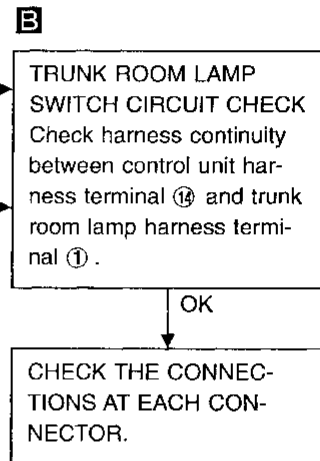 B
TRUNK ROOM LAMP
SWITCH CIRCUIT CHECK
Check harness continuity
between control unit har-
ness terminal ⑭ and trunk
room lamp harness termi-
nal ① .
OK
CHECK THE CONNEC-
TIONS AT EACH CON-
NECTOR.